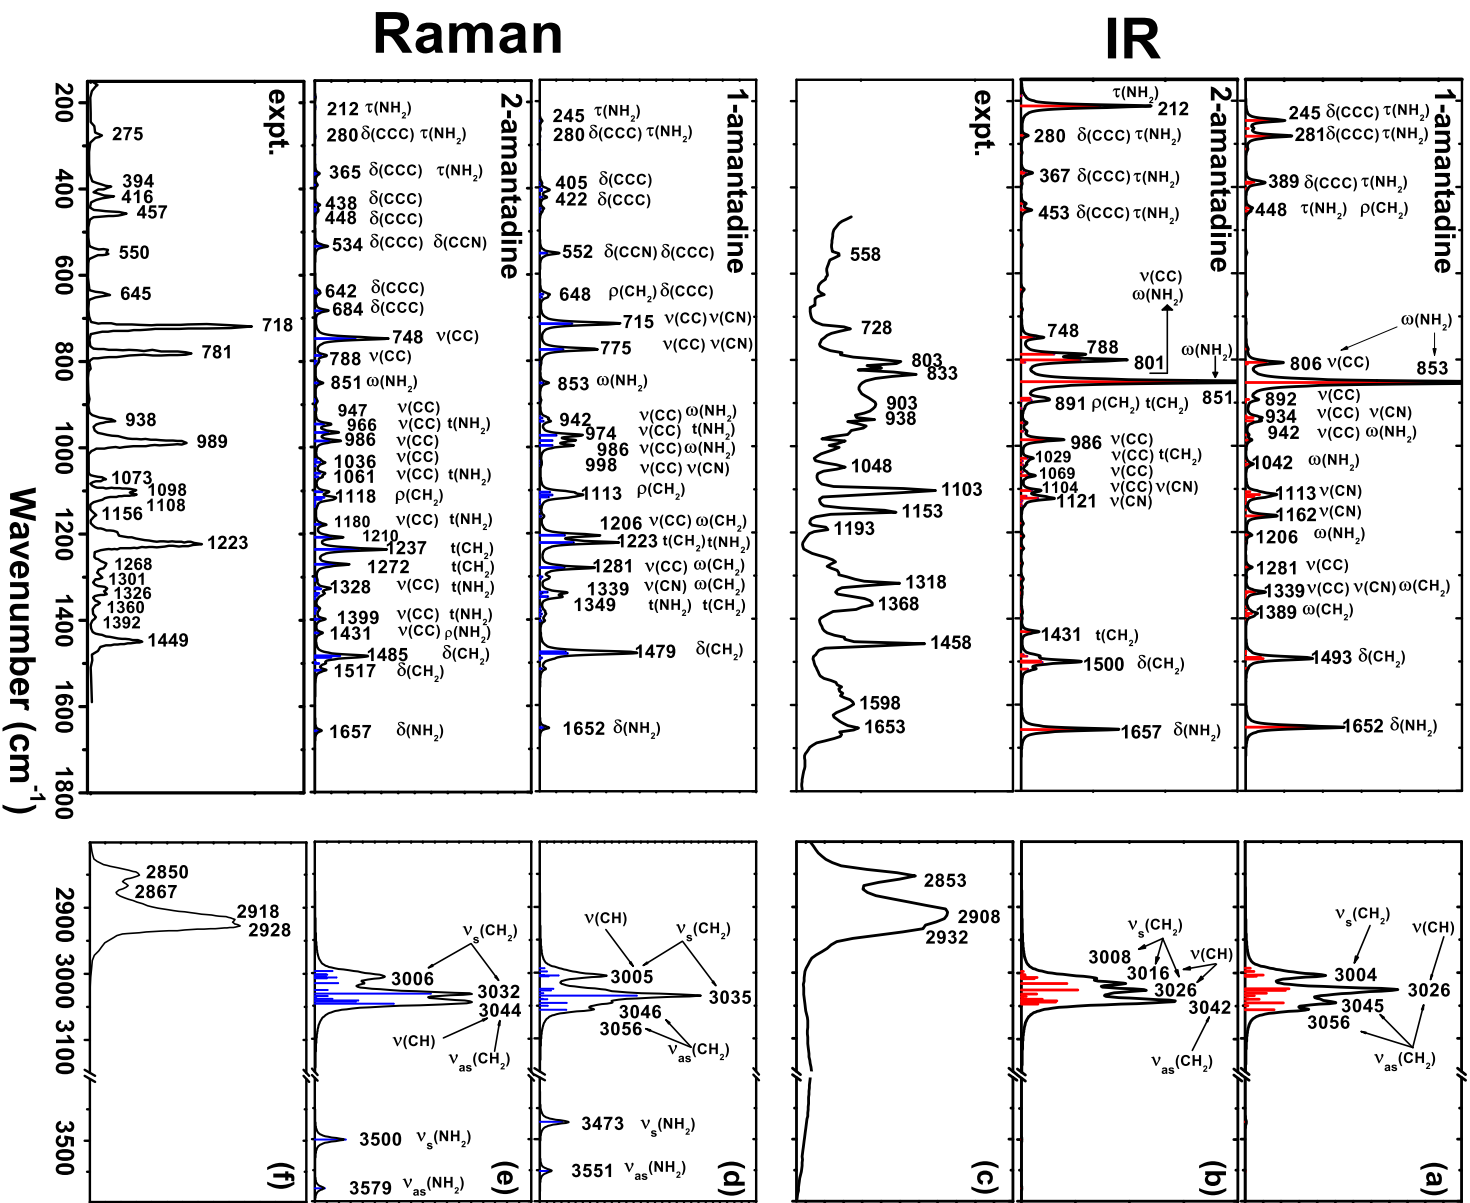 Raman
IR
1-amantadine
245 δ(CCC) τ(NH2)
281 δ(CCC) τ(NH2)
389 δ(CCC) τ(NH2)
448 τ(NH2) ρ(CH2)
ω(NH2)
806 ν(CC)
853
892 ν(CC)
934 ν(CC) ν(CN)
942 ν(CC) ω(NH2)
1042 ω(NH2)
1113 ν(CN)
1162 ν(CN)
1206 ω(NH2)
1281 ν(CC)
1339 ν(CC) ν(CN) ω(CH2)
1389 ω(CH2)
1493 δ(CH2)
1652 δ(NH2)
νs(CH2)
ν(CH)
3004
3026
3045
3056
νas(CH2)
(a)
2-amantadine
τ(NH2)
212
280 δ(CCC) τ(NH2)
367 δ(CCC) τ(NH2)
453 δ(CCC) τ(NH2)
ν(CC)
ω(NH2)
748
788
801
ω(NH2)
851
891 ρ(CH2) t(CH2)
986 ν(CC)
1029 ν(CC) t(CH2)
1069 ν(CC)
1104 ν(CC) ν(CN)
1121 ν(CN)
1431 t(CH2)
1500 δ(CH2)
1657 δ(NH2)
νs(CH2)
ν(CH)
3008
3016
3026
3042
νas(CH2)
(b)
expt.
558
728
803
833
903
938
1048
1103
1153
1193
1318
1368
1458
1598
1653
2853
2908
2932
(c)
1-amantadine
245 τ(NH2)
280 δ(CCC) τ(NH2)
405 δ(CCC)
422 δ(CCC)
552 δ(CCN) δ(CCC)
648 ρ(CH2) δ(CCC)
715 ν(CC) ν(CN)
775 ν(CC) ν(CN)
853 ω(NH2)
942 ν(CC) ω(NH2)
974 ν(CC) t(NH2)
986 ν(CC) ω(NH2)
998 ν(CC) ν(CN)
1113 ρ(CH2)
1206 ν(CC) ω(CH2)
1223 t(CH2) t(NH2)
1281 ν(CC) ω(CH2)
1339 ν(CN) ω(CH2)
1349 t(NH2) t(CH2)
1479 δ(CH2)
1652 δ(NH2)
ν(CH)
νs(CH2)
3005
3035
3046
3056
νas(CH2)
3473 νs(NH2)
3551 νas(NH2)
(d)
2-amantadine
212 τ(NH2)
280 δ(CCC) τ(NH2)
365 δ(CCC) τ(NH2)
438 δ(CCC)
448 δ(CCC)
534 δ(CCC) δ(CCN)
642 δ(CCC)
684 δ(CCC)
748 ν(CC)
788 ν(CC)
851 ω(NH2)
947 ν(CC)
966 ν(CC) t(NH2)
986 ν(CC)
1036 ν(CC)
1061 ν(CC) t(NH2)
1118 ρ(CH2)
1180 ν(CC) t(NH2)
1210
1237 t(CH2)
1272 t(CH2)
1328 ν(CC) t(NH2)
1399 ν(CC) t(NH2)
1431 ν(CC) ρ(NH2)
1485 δ(CH2)
1517 δ(CH2)
1657 δ(NH2)
νs(CH2)
3006
3032
3044
ν(CH)
νas(CH2)
3500 νs(NH2)
3579 νas(NH2)
(e)
expt.
275
394
416
457
550
645
718
781
938
989
1073
1098
1108
1156
1223
1268
1301
1326
1360
1392
1449
2850
2867
2918
2928
(f)
200 400 600 800 1000 1200 1400 1600 1800 2900 3000 3100 3500
Wavenumber (cm-1)